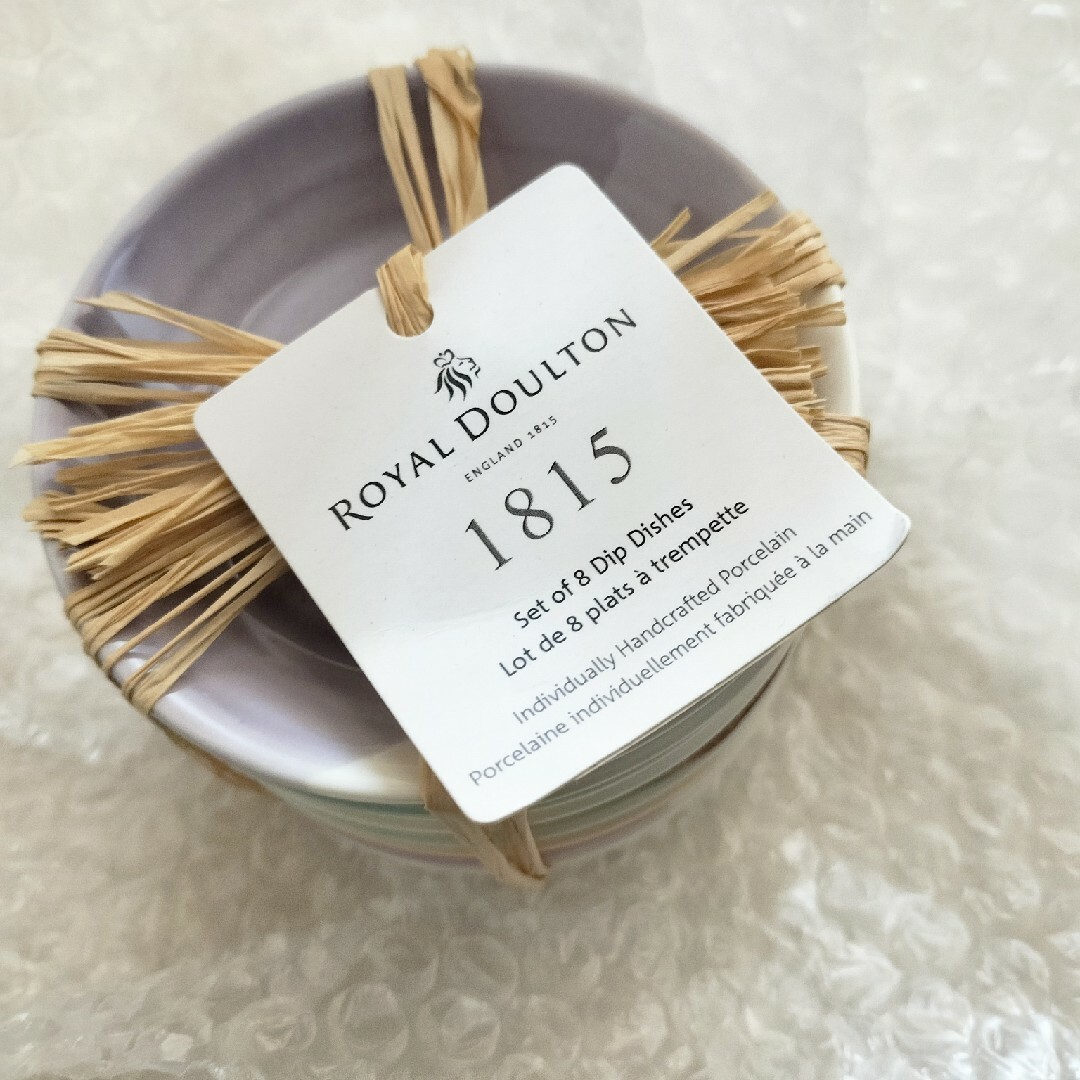 ROYAL DOULTON
ENGLAND 1815
1815
Set of 8 Dip Dishes
Lot de 8 plats à trempette
Individually Handcrafted Porcelain
Porcelaine individuellement fabriquée à la main